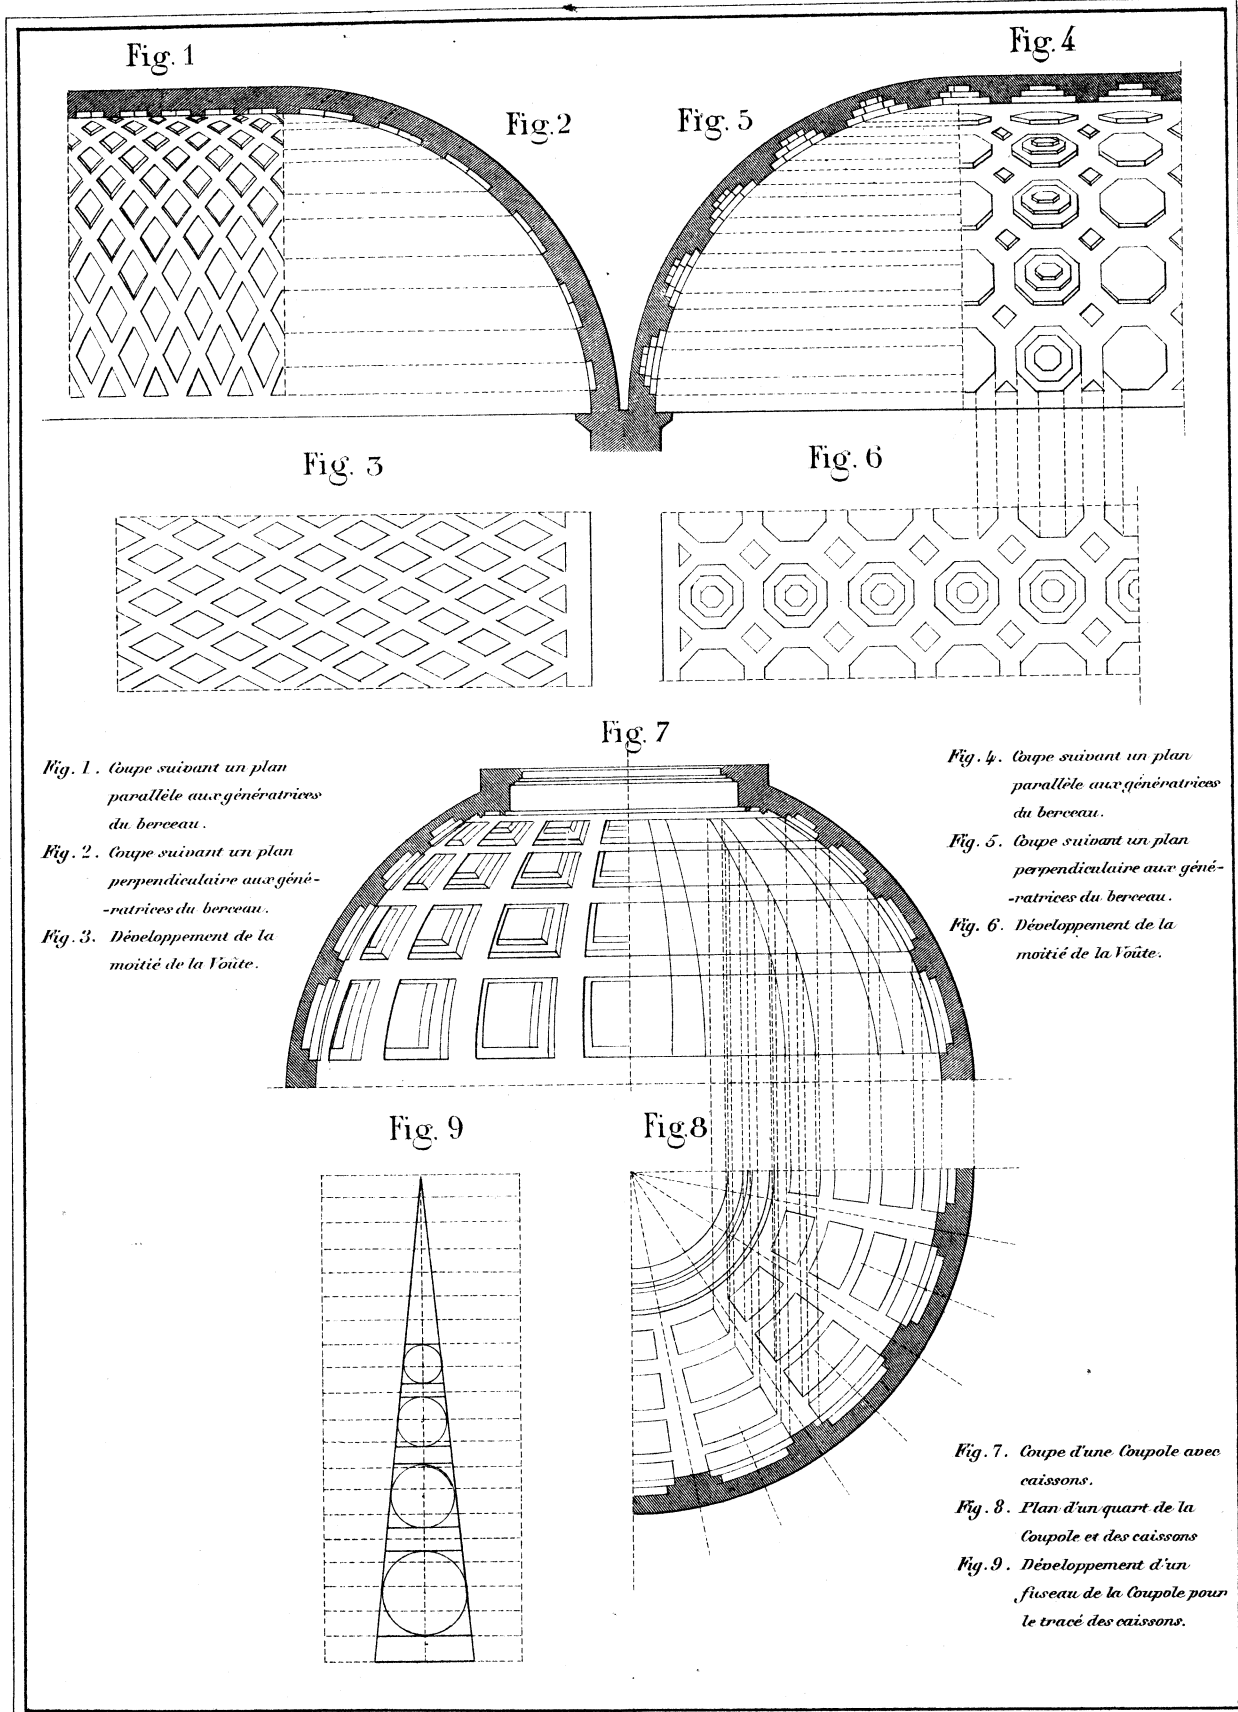 Fig. 1
Fig. 4
Fig. 2
Fig. 5
Fig. 3
Fig. 6
Fig. 7
Fig. 1. Coupe suivant un plan
parallèle aux génératrices
du berceau.
Fig. 2. Coupe suivant un plan
perpendiculaire aux géné-
-ratrices du berceau.
Fig. 3. Développement de la
moitié de la Voûte.
Fig. 4. Coupe suivant un plan
parallèle aux génératrices
du berceau.
Fig. 5. Coupe suivant un plan
perpendiculaire aux géné-
-ratrices du berceau.
Fig. 6. Développement de la
moitié de la Voûte.
Fig. 9
Fig. 8
Fig. 7. Coupe d'une Coupole avec
caissons.
Fig. 8. Plan d'un quart de la
Coupole et des caissons
Fig. 9. Développement d'un
fuseau de la Coupole pour
le tracé des caissons.